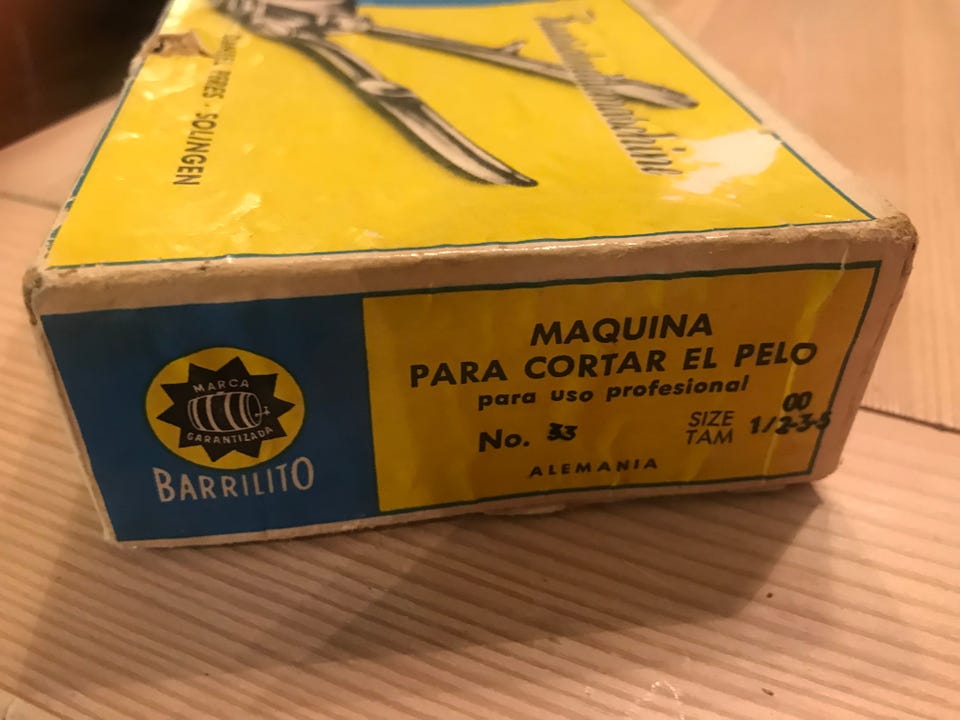 SOLINGEN
MARCA
GARANTIZADA
BARRILITO
MAQUINA
PARA CORTAR EL PELO
para uso profesional
No. 33
SIZE
TAM
00
1/2-3-5
ALEMANIA